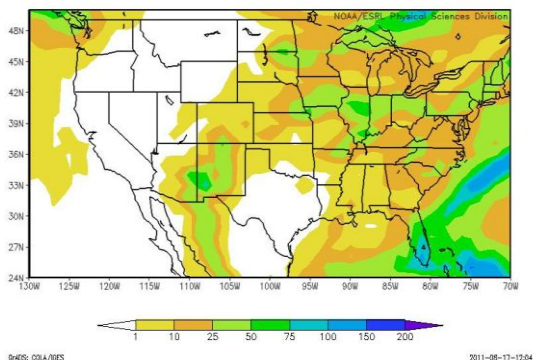 NOAA/ESRL Physical Sciences Division
48N
45N
42N
39N
36N
33N
30N
27N
24N
130W 125W 120W 115W 110W 105W 100W 95W 90W 85W 80W 75W 70W
1 10 25 50 75 100 150 200
GrADS: COLA/IGES 2011-08-17-12:04